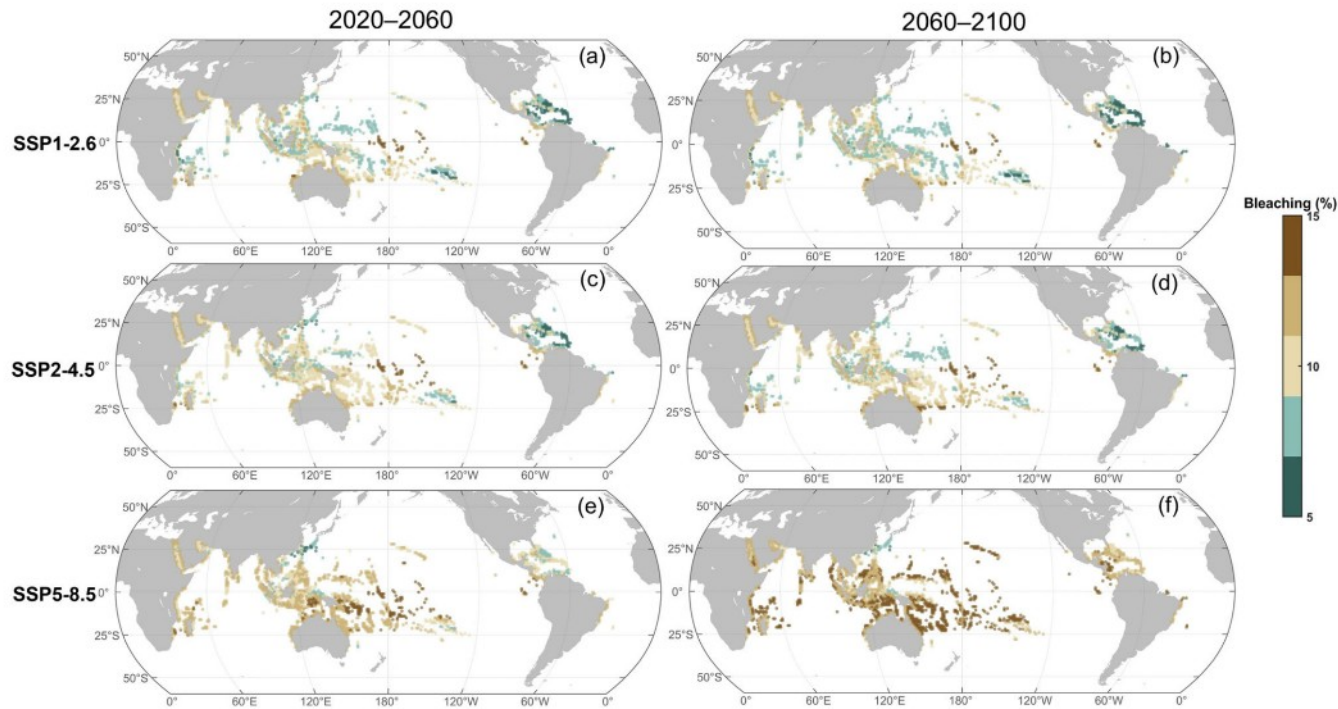 2020–2060
2060–2100
SSP1-2.6
50°N
25°N
0°
25°S
50°S
(a)
0°
60°E
120°E
180°
120°W
60°W
0°
50°N
25°N
0°
25°S
50°S
(b)
0°
60°E
120°E
180°
120°W
60°W
0°
SSP2-4.5
50°N
25°N
0°
25°S
50°S
(c)
0°
60°E
120°E
180°
120°W
60°W
0°
50°N
25°N
0°
25°S
50°S
(d)
0°
60°E
120°E
180°
120°W
60°W
0°
SSP5-8.5
50°N
25°N
0°
25°S
50°S
(e)
0°
60°E
120°E
180°
120°W
60°W
0°
50°N
25°N
0°
25°S
50°S
(f)
0°
60°E
120°E
180°
120°W
60°W
0°
Bleaching (%)
15
10
5